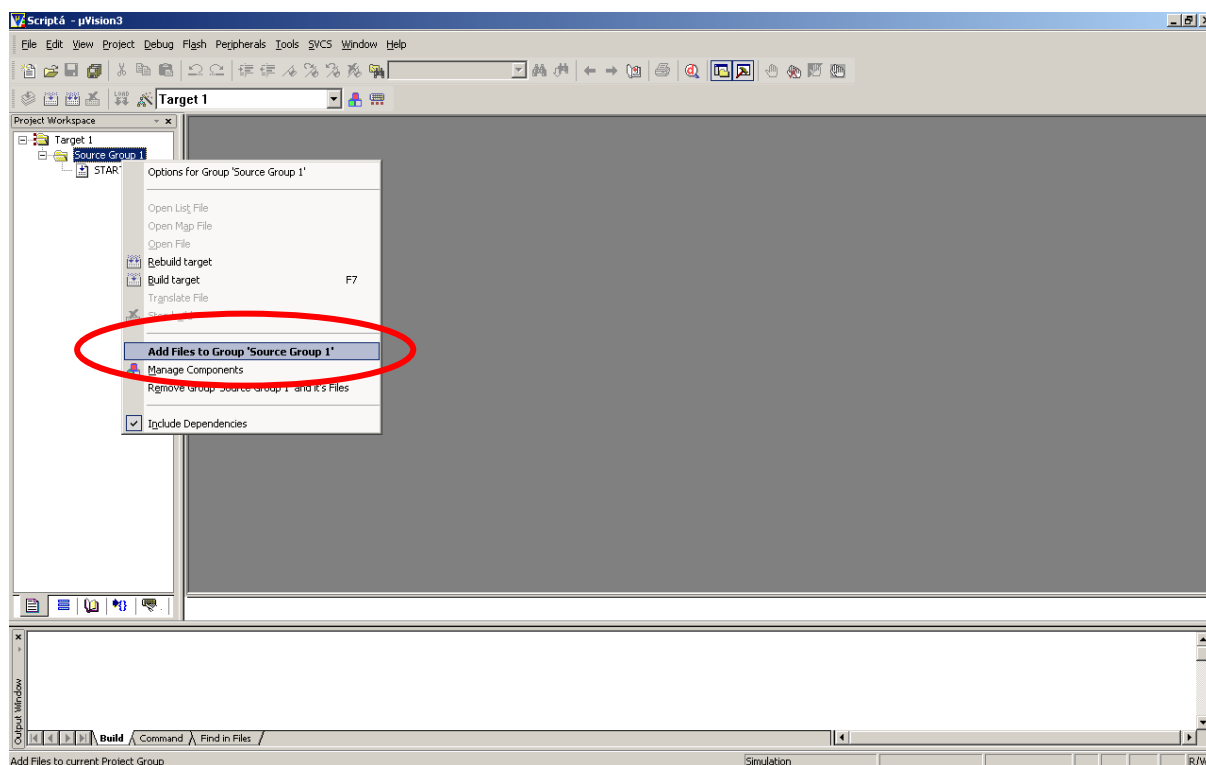 Scriptá - µVision3
File Edit View Project Debug Flash Peripherals Tools SVCS Window Help
LOAD
Target 1
Project Workspace
Target 1
Source Group 1
STAR
Options for Group 'Source Group 1'
Open List File
Open Map File
Open File
Rebuild target
Build target F7
Translate File
Add Files to Group 'Source Group 1'
Manage Components
Remove Group 'Source Group 1' and it's Files
Include Dependencies
Output Window
Build Command Find in Files
Add Files to current Project Group Simulation R/W